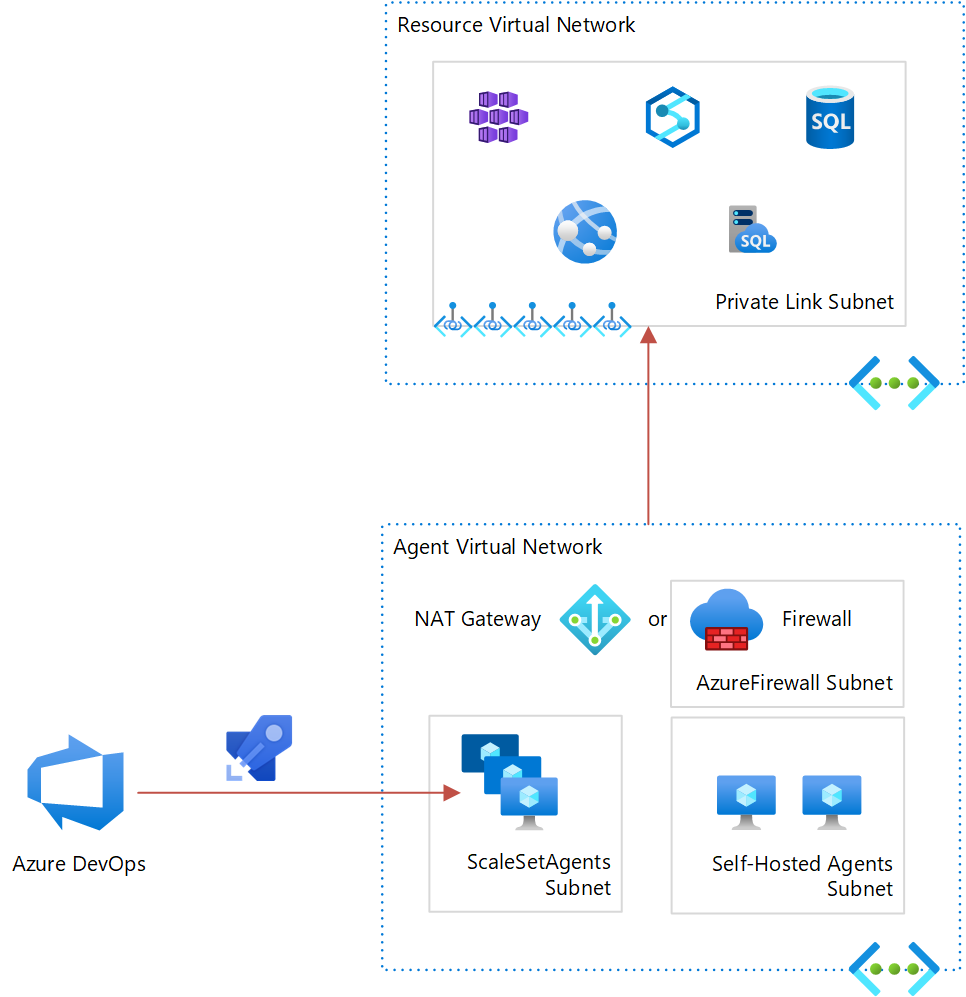 Resource Virtual Network
SQL
SQL
Private Link Subnet
Agent Virtual Network
NAT Gateway
or
Firewall
AzureFirewall Subnet
Azure DevOps
ScaleSetAgents
Subnet
Self-Hosted Agents
Subnet